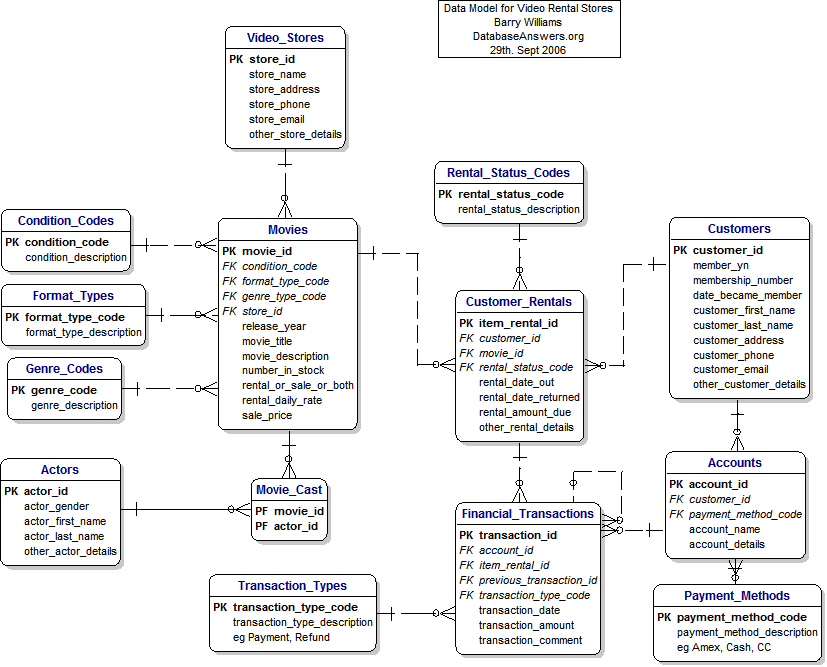 Data Model for Video Rental Stores
Barry Williams
DatabaseAnswers.org
29th. Sept 2006
Video_Stores
PK store_id
store_name
store_address
store_phone
store_email
other_store_details
Rental_Status_Codes
PK rental_status_code
rental_status_description
Condition_Codes
PK condition_code
condition_description
Format_Types
PK format_type_code
format_type_description
Genre_Codes
PK genre_code
genre_description
Movies
PK movie_id
FK condition_code
FK format_type_code
FK genre_type_code
FK store_id
release_year
movie_title
movie_description
number_in_stock
rental_or_sale_or_both
rental_daily_rate
sale_price
Customer_Rentals
PK item_rental_id
FK customer_id
FK movie_id
FK rental_status_code
rental_date_out
rental_date_returned
rental_amount_due
other_rental_details
Customers
PK customer_id
member_yn
membership_number
date_became_member
customer_first_name
customer_last_name
customer_address
customer_phone
customer_email
other_customer_details
Actors
PK actor_id
actor_gender
actor_first_name
actor_last_name
other_actor_details
Movie_Cast
PF movie_id
PF actor_id
Financial_Transactions
PK transaction_id
FK account_id
FK item_rental_id
FK previous_transaction_id
FK transaction_type_code
transaction_date
transaction_amount
transaction_comment
Accounts
PK account_id
FK customer_id
FK payment_method_code
account_name
account_details
Transaction_Types
PK transaction_type_code
transaction_type_description
eg Payment, Refund
Payment_Methods
PK payment_method_code
payment_method_description
eg Amex, Cash, CC